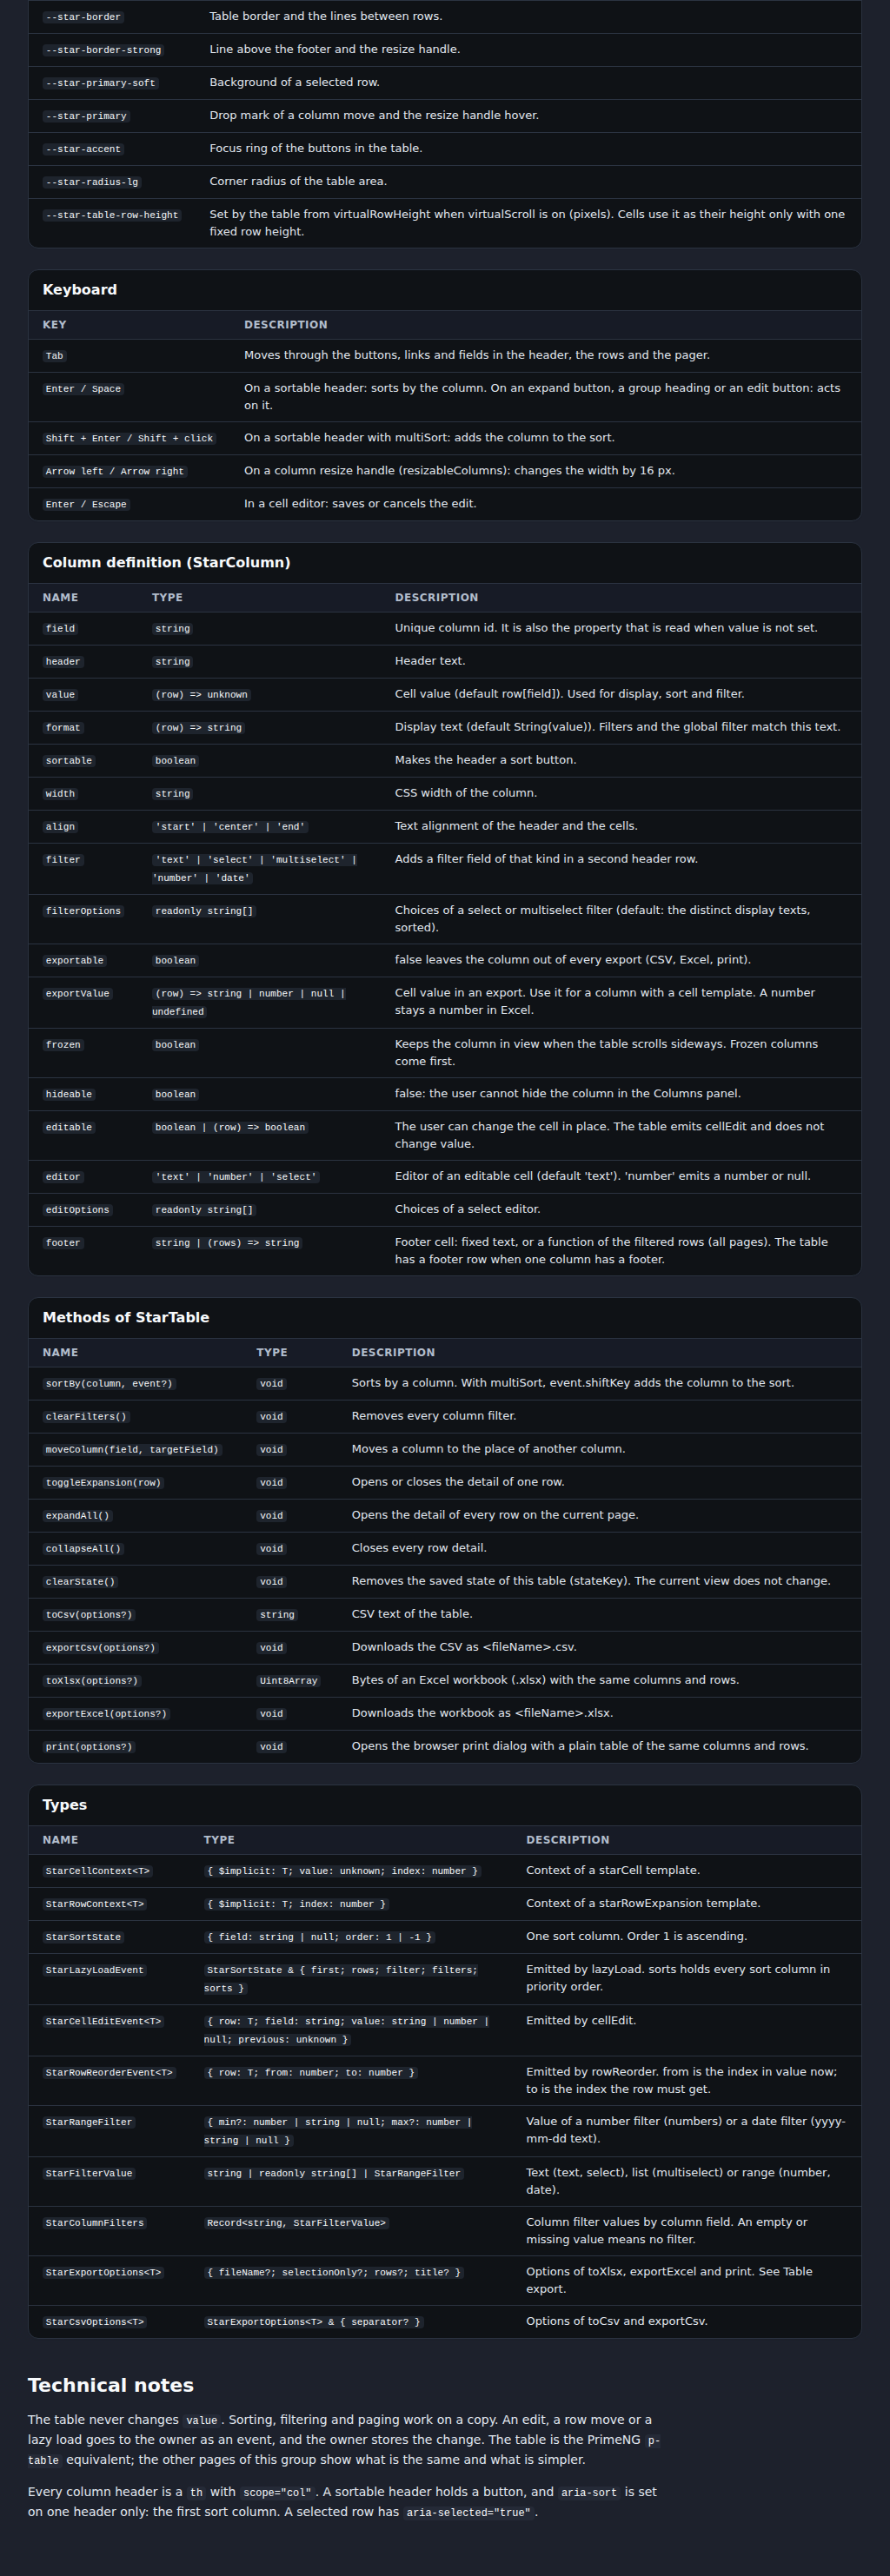 --star-border Table border and the lines between rows.
--star-border-strong Line above the footer and the resize handle.
--star-primary-soft Background of a selected row.
--star-primary Drop mark of a column move and the resize handle hover.
--star-accent Focus ring of the buttons in the table.
--star-radius-lg Corner radius of the table area.
--star-table-row-height Set by the table from virtualRowHeight when virtualScroll is on (pixels). Cells use it as their height only with one
fixed row height.
Keyboard
KEY DESCRIPTION
Tab Moves through the buttons, links and fields in the header, the rows and the pager.
Enter / Space On a sortable header: sorts by the column. On an expand button, a group heading or an edit button: acts
on it.
Shift + Enter / Shift + click On a sortable header with multiSort: adds the column to the sort.
Arrow left / Arrow right On a column resize handle (resizableColumns): changes the width by 16 px.
Enter / Escape In a cell editor: saves or cancels the edit.
Column definition (StarColumn)
NAME TYPE DESCRIPTION
field string Unique column id. It is also the property that is read when value is not set.
header string Header text.
value (row) => unknown Cell value (default row[field]). Used for display, sort and filter.
format (row) => string Display text (default String(value)). Filters and the global filter match this text.
sortable boolean Makes the header a sort button.
width string CSS width of the column.
align 'start' | 'center' | 'end' Text alignment of the header and the cells.
filter 'text' | 'select' | 'multiselect' | Adds a filter field of that kind in a second header row.
'number' | 'date'
filterOptions readonly string[] Choices of a select or multiselect filter (default: the distinct display texts,
sorted).
exportable boolean false leaves the column out of every export (CSV, Excel, print).
exportValue (row) => string | number | null | Cell value in an export. Use it for a column with a cell template. A number
undefined stays a number in Excel.
frozen boolean Keeps the column in view when the table scrolls sideways. Frozen columns
come first.
hideable boolean false: the user cannot hide the column in the Columns panel.
editable boolean | (row) => boolean The user can change the cell in place. The table emits cellEdit and does not
change value.
editor 'text' | 'number' | 'select' Editor of an editable cell (default 'text'). 'number' emits a number or null.
editOptions readonly string[] Choices of a select editor.
footer string | (rows) => string Footer cell: fixed text, or a function of the filtered rows (all pages). The table
has a footer row when one column has a footer.
Methods of StarTable
NAME TYPE DESCRIPTION
sortBy(column, event?) void Sorts by a column. With multiSort, event.shiftKey adds the column to the sort.
clearFilters() void Removes every column filter.
moveColumn(field, targetField) void Moves a column to the place of another column.
toggleExpansion(row) void Opens or closes the detail of one row.
expandAll() void Opens the detail of every row on the current page.
collapseAll() void Closes every row detail.
clearState() void Removes the saved state of this table (stateKey). The current view does not change.
toCsv(options?) string CSV text of the table.
exportCsv(options?) void Downloads the CSV as <fileName>.csv.
toXlsx(options?) Uint8Array Bytes of an Excel workbook (.xlsx) with the same columns and rows.
exportExcel(options?) void Downloads the workbook as <fileName>.xlsx.
print(options?) void Opens the browser print dialog with a plain table of the same columns and rows.
Types
NAME TYPE DESCRIPTION
StarCellContext<T> { $implicit: T; value: unknown; index: number } Context of a starCell template.
StarRowContext<T> { $implicit: T; index: number } Context of a starRowExpansion template.
StarSortState { field: string | null; order: 1 | -1 } One sort column. Order 1 is ascending.
StarLazyLoadEvent StarSortState & { first; rows; filter; filters; Emitted by lazyLoad. sorts holds every sort column in
sorts } priority order.
StarCellEditEvent<T> { row: T; field: string; value: string | number | Emitted by cellEdit.
null; previous: unknown }
StarRowReorderEvent<T> { row: T; from: number; to: number } Emitted by rowReorder. from is the index in value now;
to is the index the row must get.
StarRangeFilter { min?: number | string | null; max?: number | Value of a number filter (numbers) or a date filter (yyyy-
string | null } mm-dd text).
StarFilterValue string | readonly string[] | StarRangeFilter Text (text, select), list (multiselect) or range (number,
date).
StarColumnFilters Record<string, StarFilterValue> Column filter values by column field. An empty or
missing value means no filter.
StarExportOptions<T> { fileName?; selectionOnly?; rows?; title? } Options of toXlsx, exportExcel and print. See Table
export.
StarCsvOptions<T> StarExportOptions<T> & { separator? } Options of toCsv and exportCsv.
Technical notes
The table never changes value. Sorting, filtering and paging work on a copy. An edit, a row move or a
lazy load goes to the owner as an event, and the owner stores the change. The table is the PrimeNG p-
table equivalent; the other pages of this group show what is the same and what is simpler.
Every column header is a th with scope="col". A sortable header holds a button, and aria-sort is set
on one header only: the first sort column. A selected row has aria-selected="true".